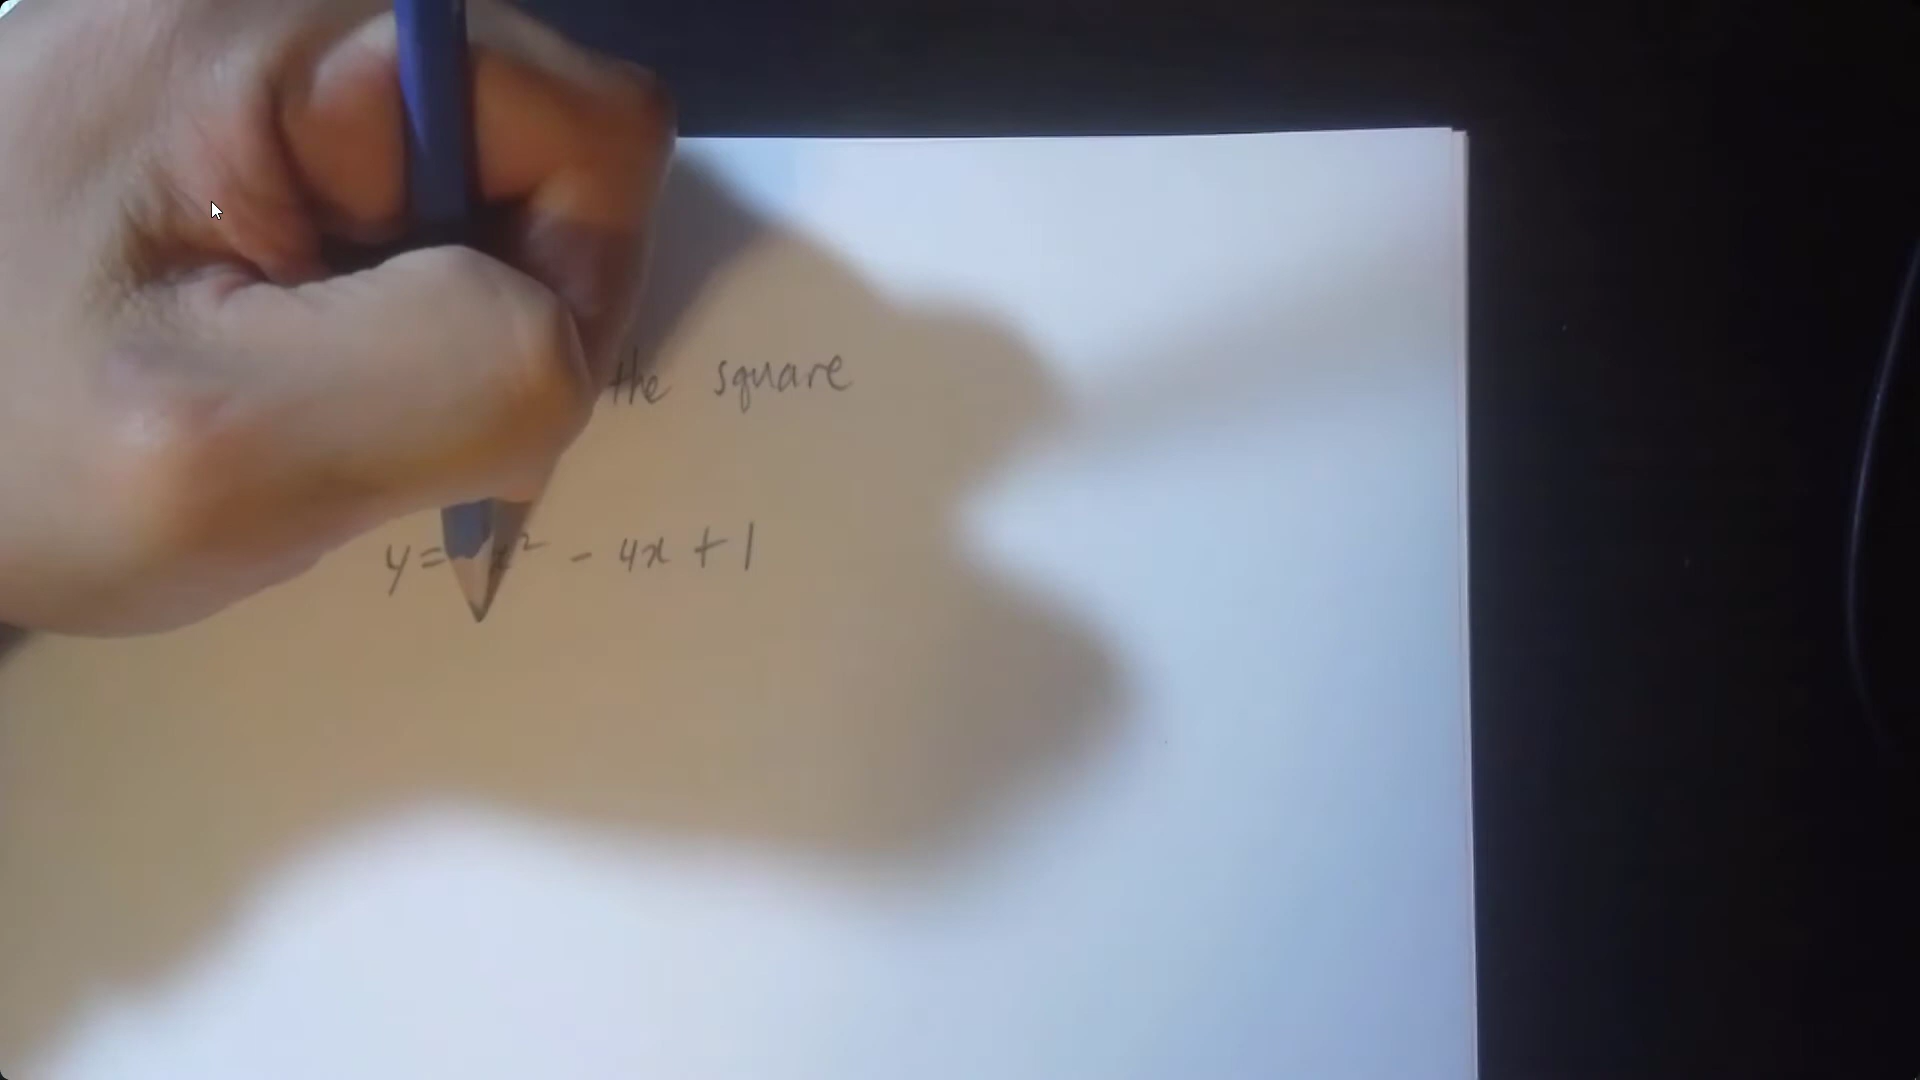 the square
y = x² - 4x + 1